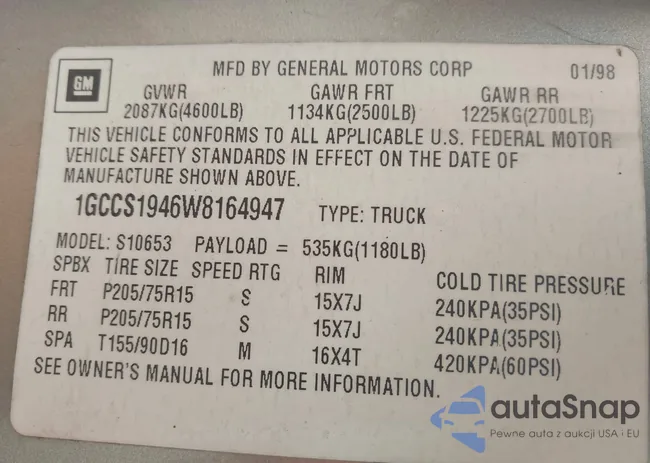 MFD BY GENERAL MOTORS CORP 01/98
GM
GVWR GAWR FRT GAWR RR
2087KG(4600LB) 1134KG(2500LB) 1225KG(2700LB)
THIS VEHICLE CONFORMS TO ALL APPLICABLE U.S. FEDERAL MOTOR
VEHICLE SAFETY STANDARDS IN EFFECT ON THE DATE OF
MANUFACTURE SHOWN ABOVE.
1GCCS1946W8164947 TYPE: TRUCK
MODEL: S10653 PAYLOAD = 535KG(1180LB)
SPBX TIRE SIZE SPEED RTG RIM COLD TIRE PRESSURE
FRT P205/75R15 S 15X7J 240KPA(35PSI)
RR P205/75R15 S 15X7J 240KPA(35PSI)
SPA T155/90D16 M 16X4T 420KPA(60PSI)
SEE OWNER'S MANUAL FOR MORE INFORMATION.
autaSnap
Pewne auta z aukcji USA i EU